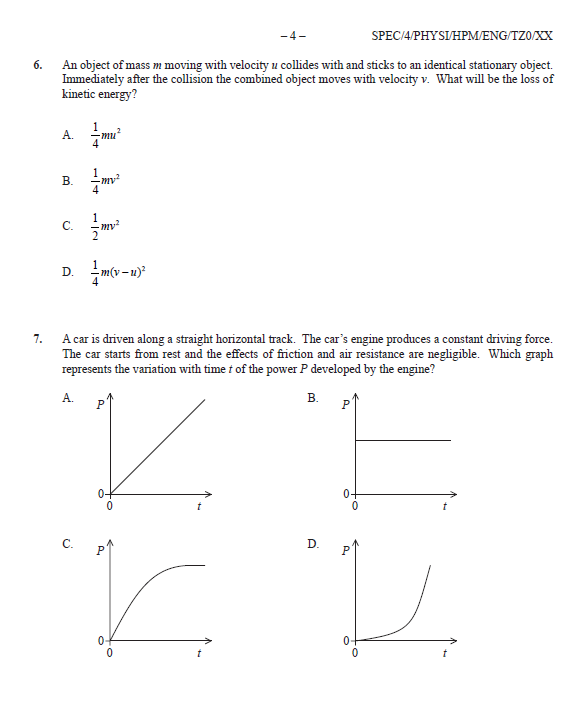 – 4 –
SPEC/4/PHYSI/HPM/ENG/TZ0/XX
6. An object of mass m moving with velocity u collides with and sticks to an identical stationary object.
Immediately after the collision the combined object moves with velocity v. What will be the loss of
kinetic energy?
A. 1/4 mu²
B. 1/4 mv²
C. 1/2 mv²
D. 1/4 m(v – u)²
7. A car is driven along a straight horizontal track. The car's engine produces a constant driving force.
The car starts from rest and the effects of friction and air resistance are negligible. Which graph
represents the variation with time t of the power P developed by the engine?
A.
P
0
0
t
B.
P
0
0
t
C.
P
0
0
t
D.
P
0
0
t